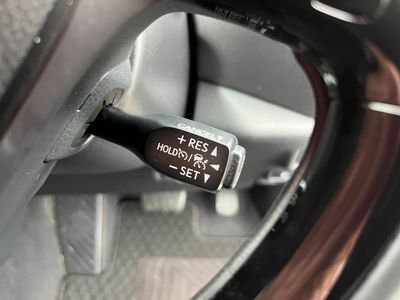 CANCEL
+ RES
HOLD /
− SET